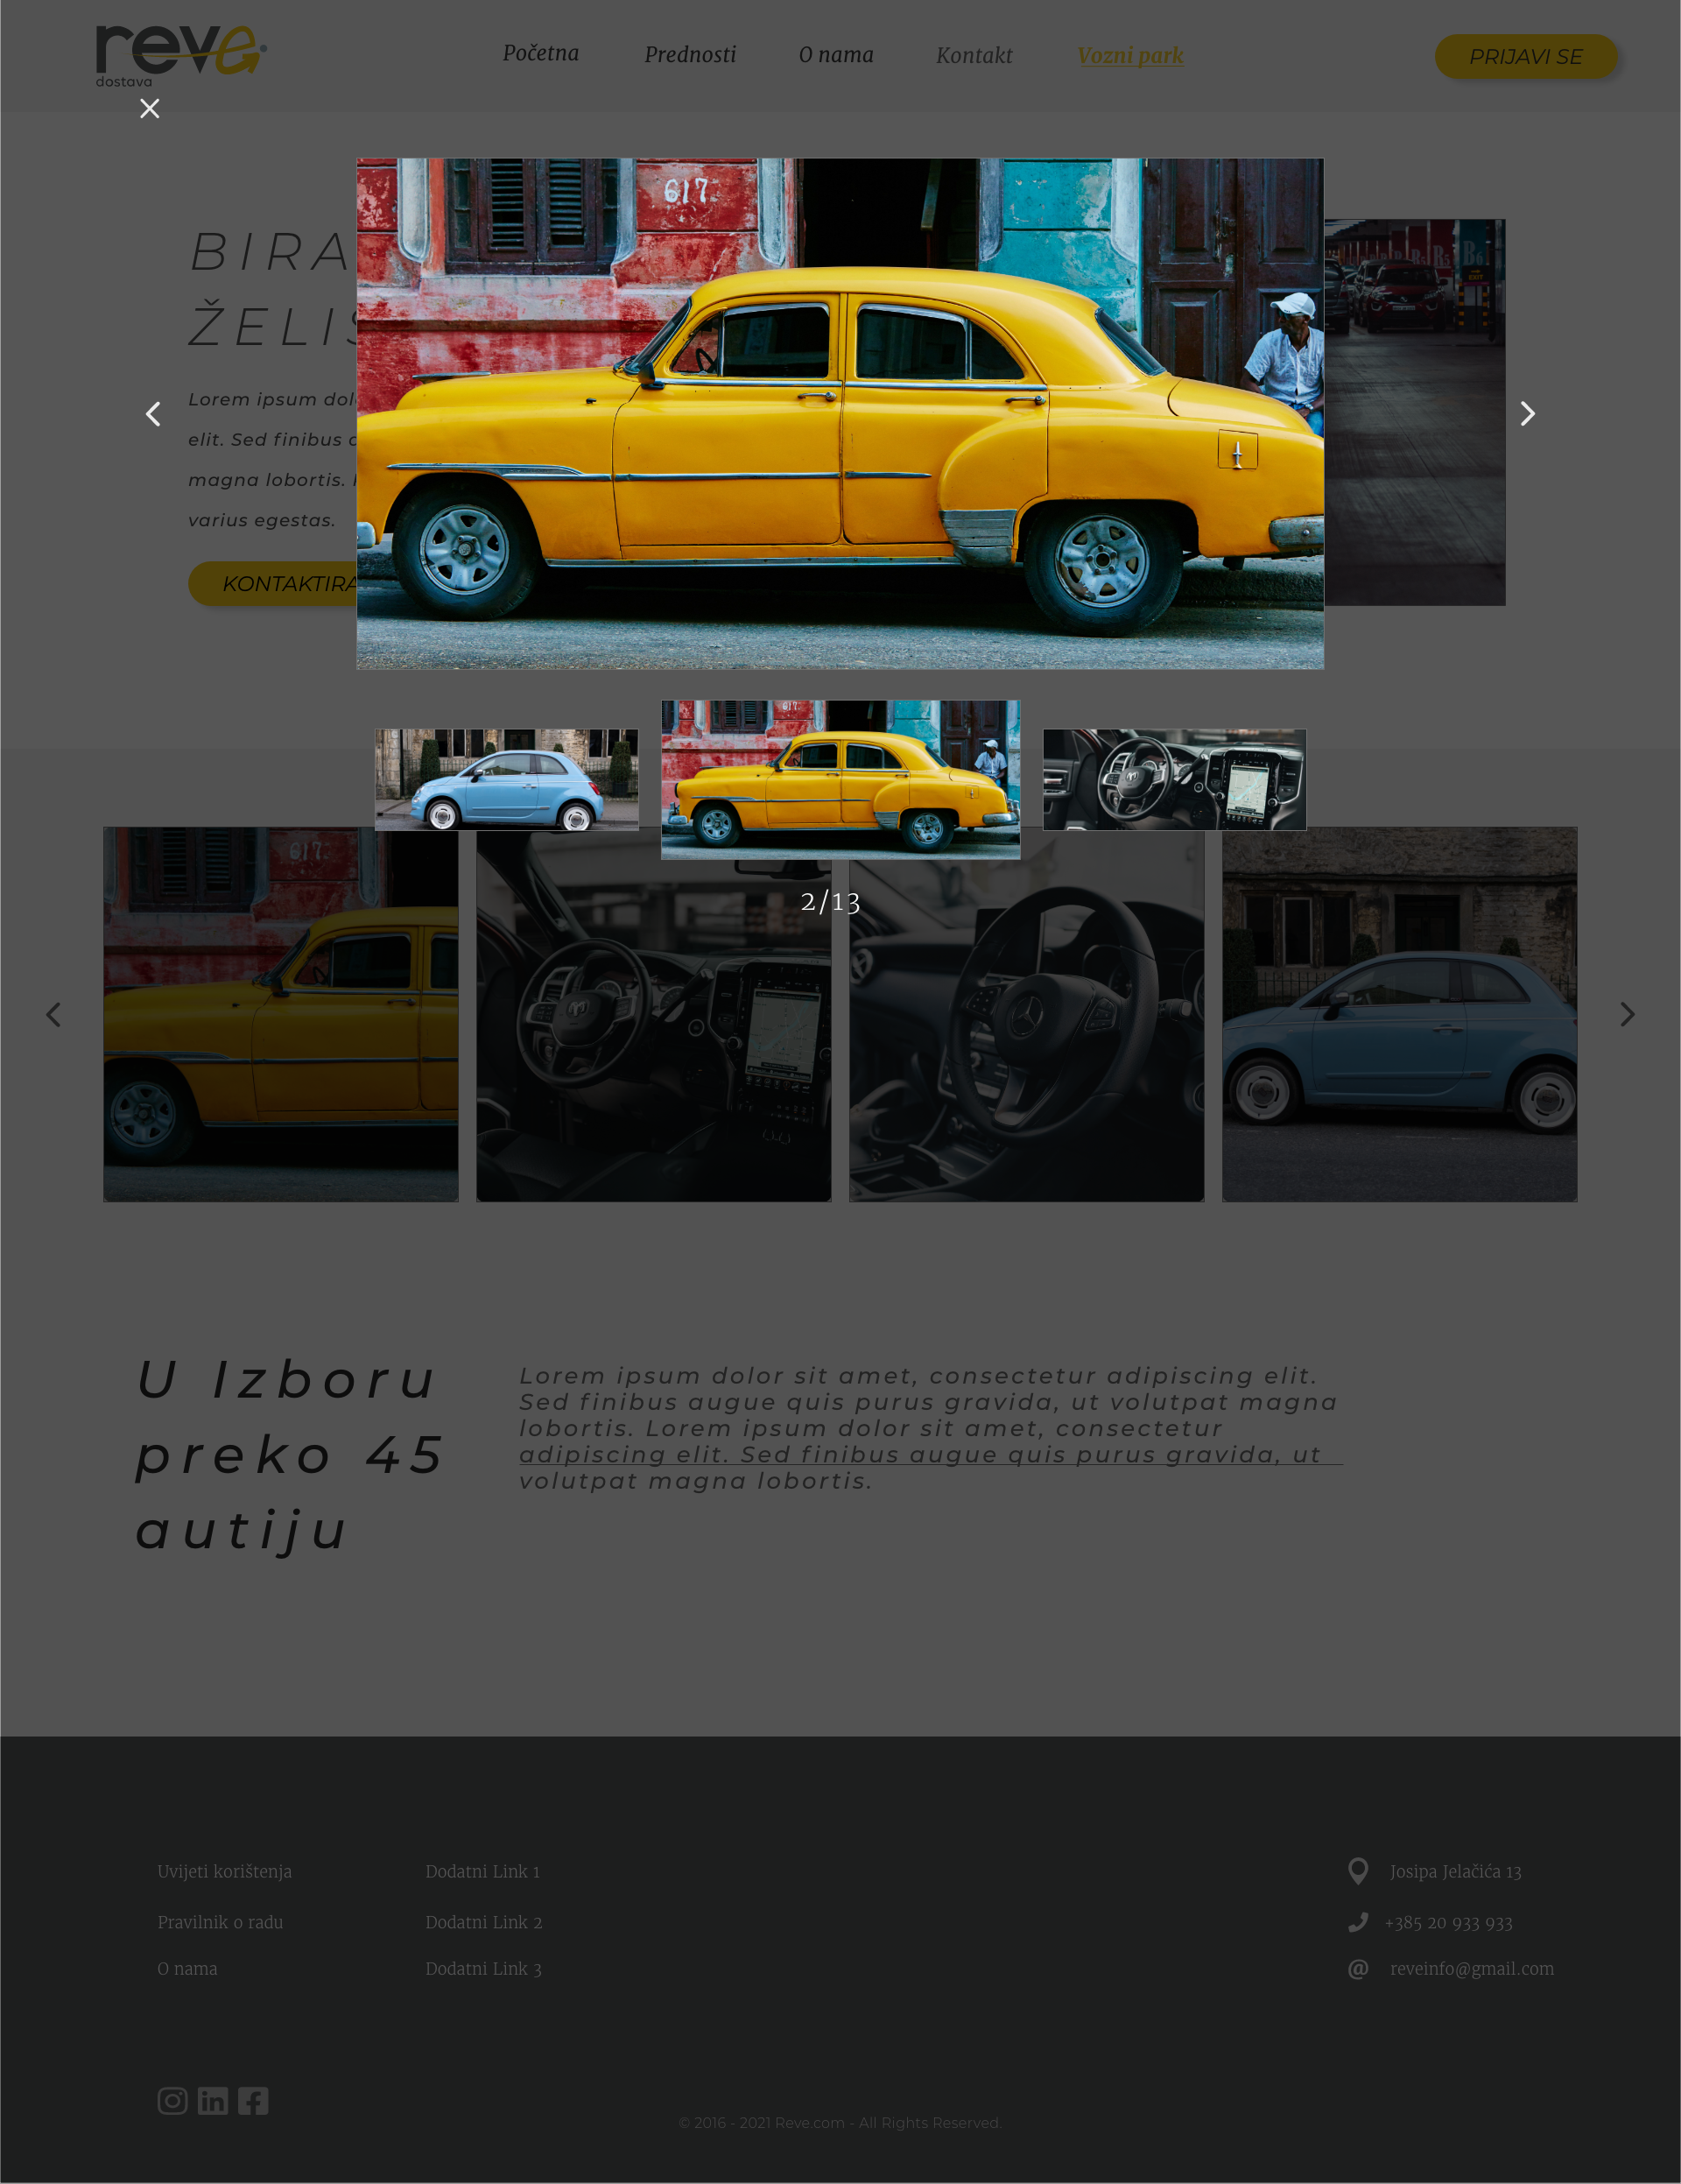 reve
dostava
Početna
Prednosti
O nama
Kontakt
Vozni park
PRIJAVI SE
617
BIRA
ŽELI
Lorem ipsum
elit. Sed finibus
magna lobortis.
varius egestas.
EXIT
617
2/13
617
U Izboru
preko 45
autiju
Lorem ipsum dolor sit amet, consectetur adipiscing elit.
Sed finibus augue quis purus gravida, ut volutpat magna
lobortis. Lorem ipsum dolor sit amet, consectetur
adipiscing elit. Sed finibus augue quis purus gravida, ut
volutpat magna lobortis.
Uvijeti korištenja
Pravilnik o radu
O nama
Dodatni Link 1
Dodatni Link 2
Dodatni Link 3
Josipa Jelačića 13
+385 20 933 933
reveinfo@gmail.com
© 2016 - 2021 Reve.com - All Rights Reserved.